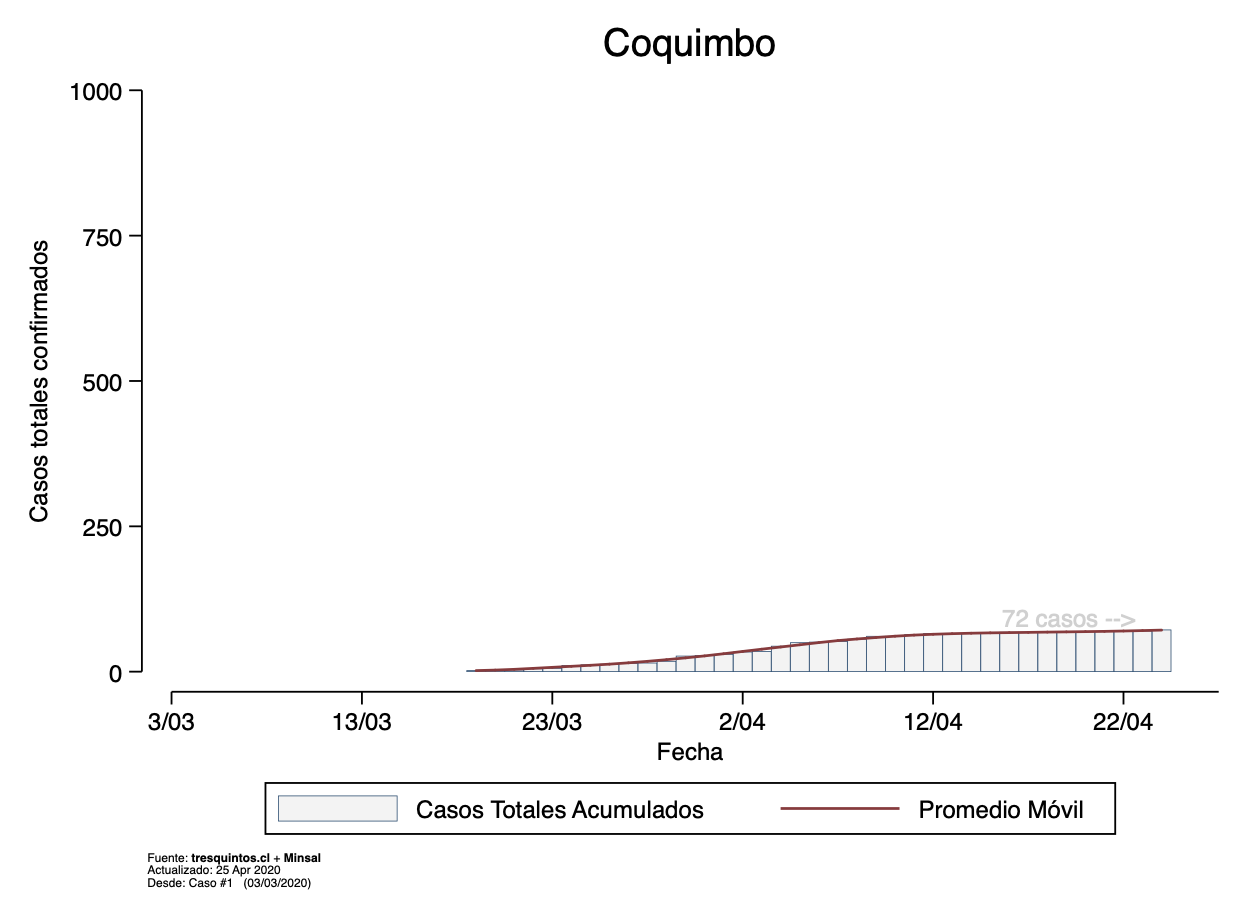 Coquimbo
1000
750
500
250
0
Casos totales confirmados
72 casos -->
3/03 13/03 23/03 2/04 12/04 22/04
Fecha
Casos Totales Acumulados Promedio Móvil
Fuente: tresquintos.cl + Minsal
Actualizado: 25 Apr 2020
Desde: Caso #1 (03/03/2020)